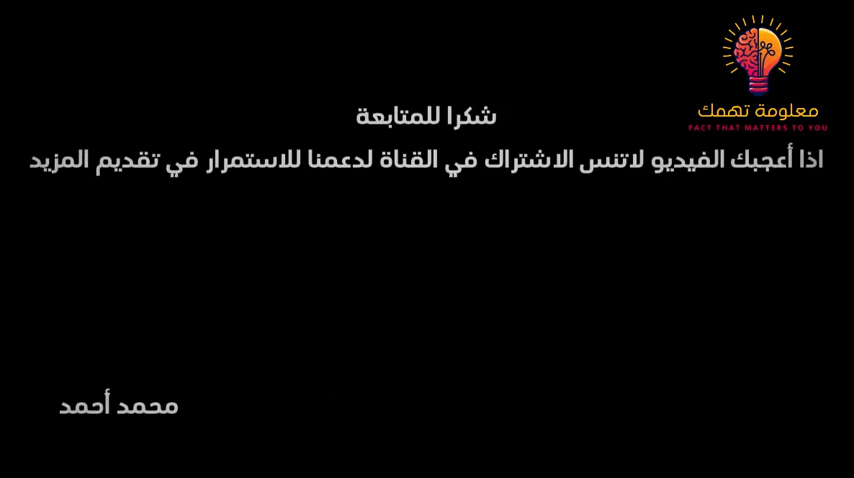 معلومة تهمك
FACT THAT MATTERS TO YOU
شكرا للمتابعة
اذا أعجبك الفيديو لاتنس الاشتراك في القناة لدعمنا للاستمرار في تقديم المزيد
محمد أحمد